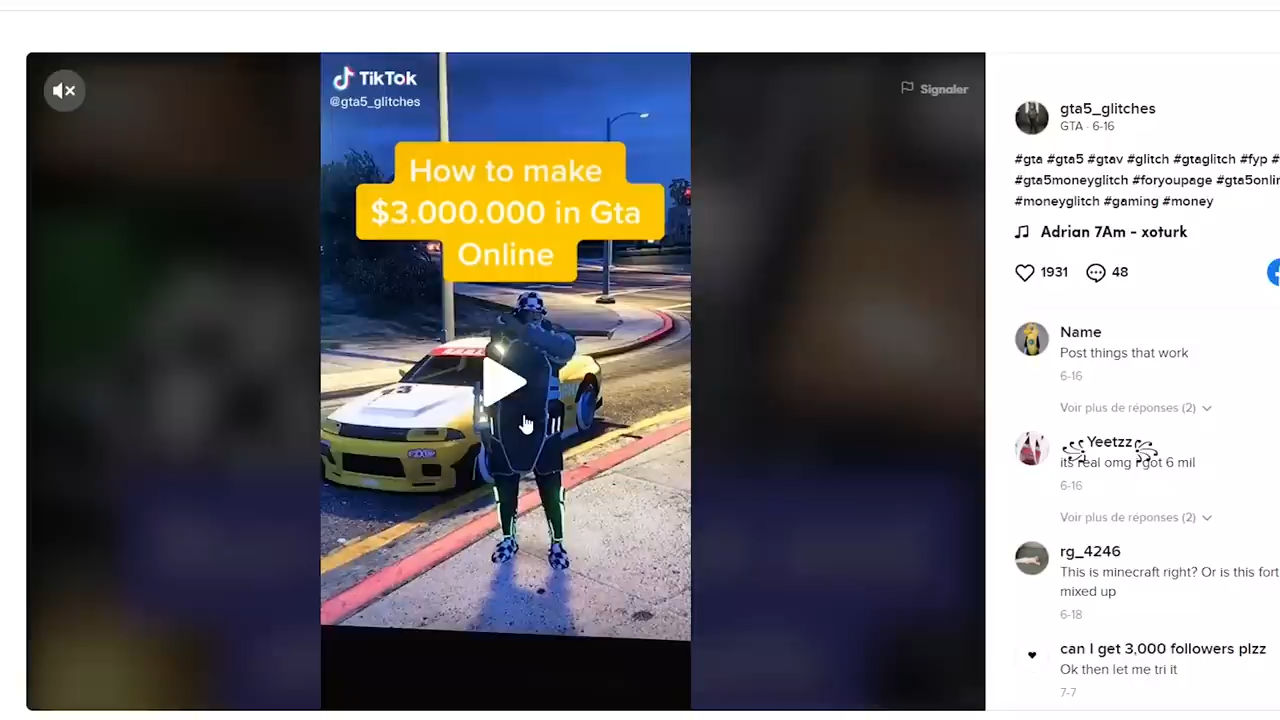 TikTok
@gta5_glitches
Signaler
How to make
$3.000.000 in Gta
Online
gta5_glitches
GTA · 6-16
#gta #gta5 #gtav #glitch #gtaglitch #fyp #
#gta5moneyglitch #foryoupage #gta5onli
#moneyglitch #gaming #money
Adrian 7Am - xoturk
1931
48
Name
Post things that work
6-16
Voir plus de réponses (2)
Yeetzz
its real omg i got 6 mil
6-16
Voir plus de réponses (2)
rg_4246
This is minecraft right? Or is this fort
mixed up
6-18
can I get 3,000 followers plzz
Ok then let me tri it
7-7